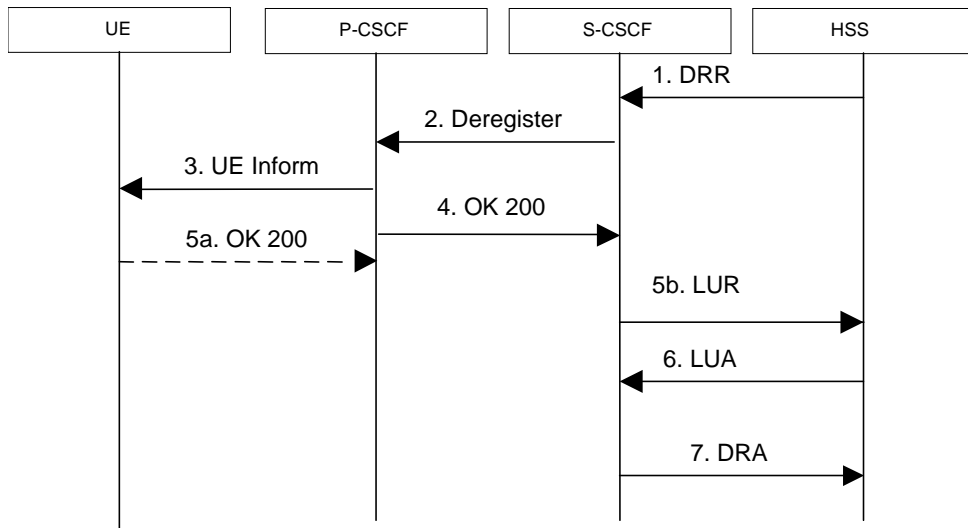 UE
P-CSCF
S-CSCF
HSS
1. DRR
2. Deregister
3. UE Inform
4. OK 200
5a. OK 200
5b. LUR
6. LUA
7. DRA